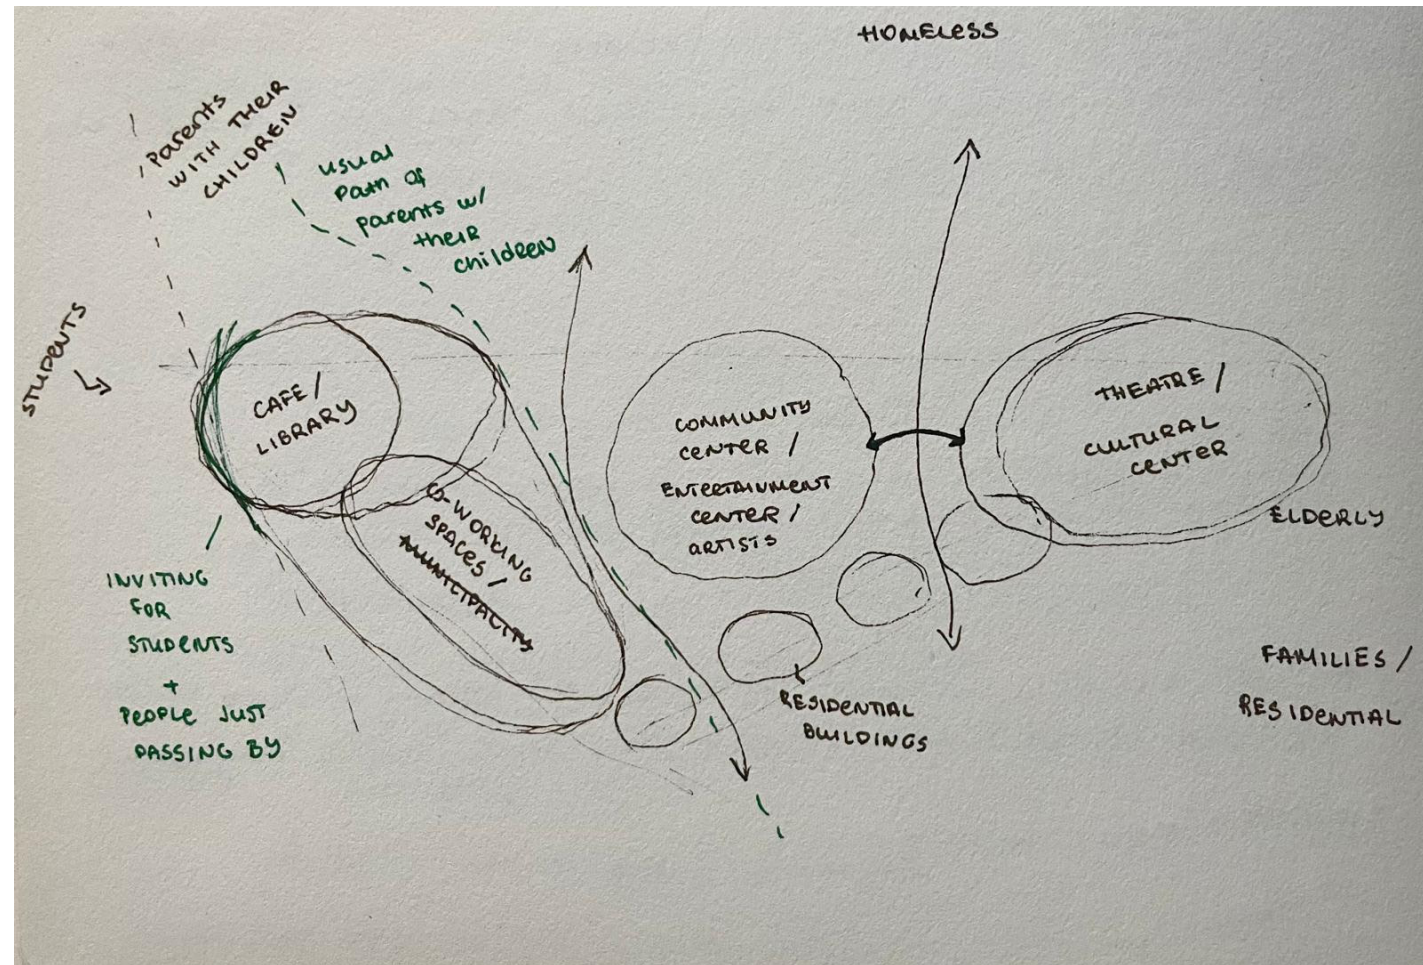 HOMELESS
Parents
WITH THEIR
CHILDREN
usual
path of
parents w/
their
children
STUDENTS
CAFE/
LIBRARY
CO-WORKING
SPACES/
MUNICIPALITY
COMMUNITY
CENTER /
ENTERTAINMENT
CENTER /
ARTISTS
THEATRE /
CULTURAL
CENTER
ELDERLY
INVITING
FOR
STUDENTS
+
PEOPLE JUST
PASSING BY
RESIDENTIAL
BUILDINGS
FAMILIES /
RESIDENTIAL